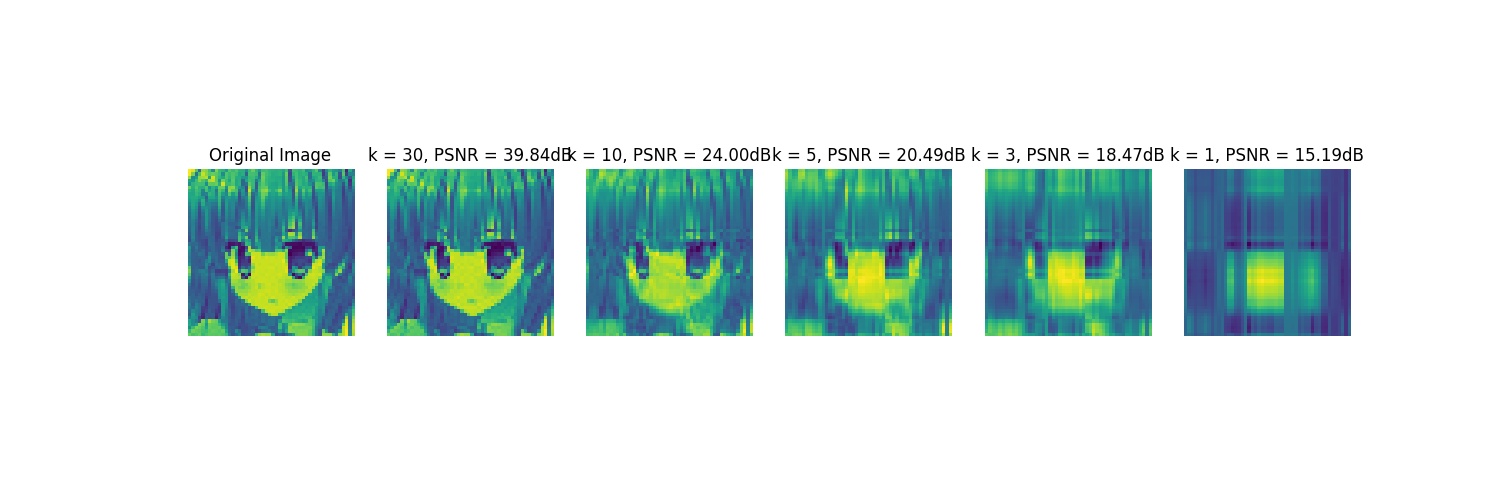 Original Image
k = 30, PSNR = 39.84dB
k = 10, PSNR = 24.00dB
k = 5, PSNR = 20.49dB
k = 3, PSNR = 18.47dB
k = 1, PSNR = 15.19dB